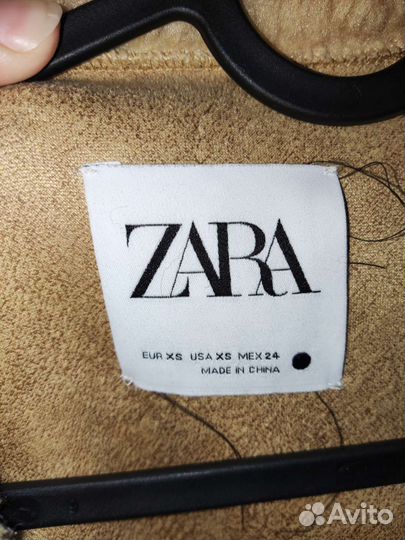 ZARA
EUR XS USA XS MEX 24
MADE IN CHINA
Avito